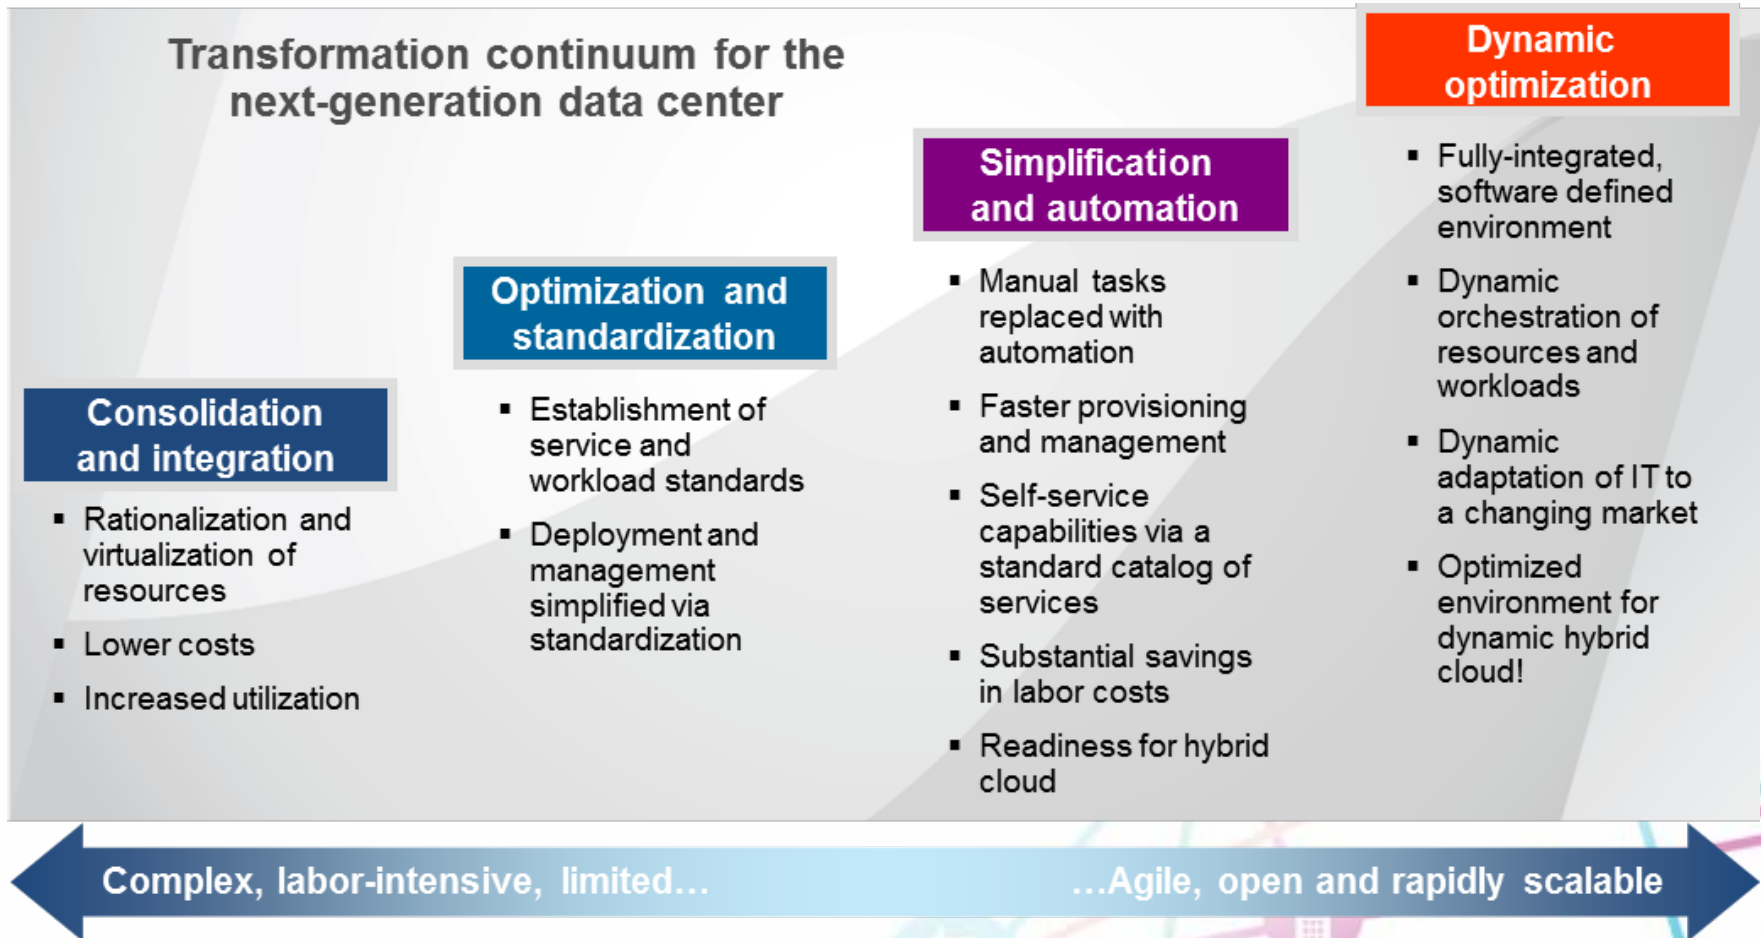 Transformation continuum for the
next-generation data center
Consolidation
and integration
▪ Rationalization and
virtualization of
resources
▪ Lower costs
▪ Increased utilization
Optimization and
standardization
▪ Establishment of
service and
workload standards
▪ Deployment and
management
simplified via
standardization
Simplification
and automation
▪ Manual tasks
replaced with
automation
▪ Faster provisioning
and management
▪ Self-service
capabilities via a
standard catalog of
services
▪ Substantial savings
in labor costs
▪ Readiness for hybrid
cloud
Dynamic
optimization
▪ Fully-integrated,
software defined
environment
▪ Dynamic
orchestration of
resources and
workloads
▪ Dynamic
adaptation of IT to
a changing market
▪ Optimized
environment for
dynamic hybrid
cloud!
Complex, labor-intensive, limited...
...Agile, open and rapidly scalable